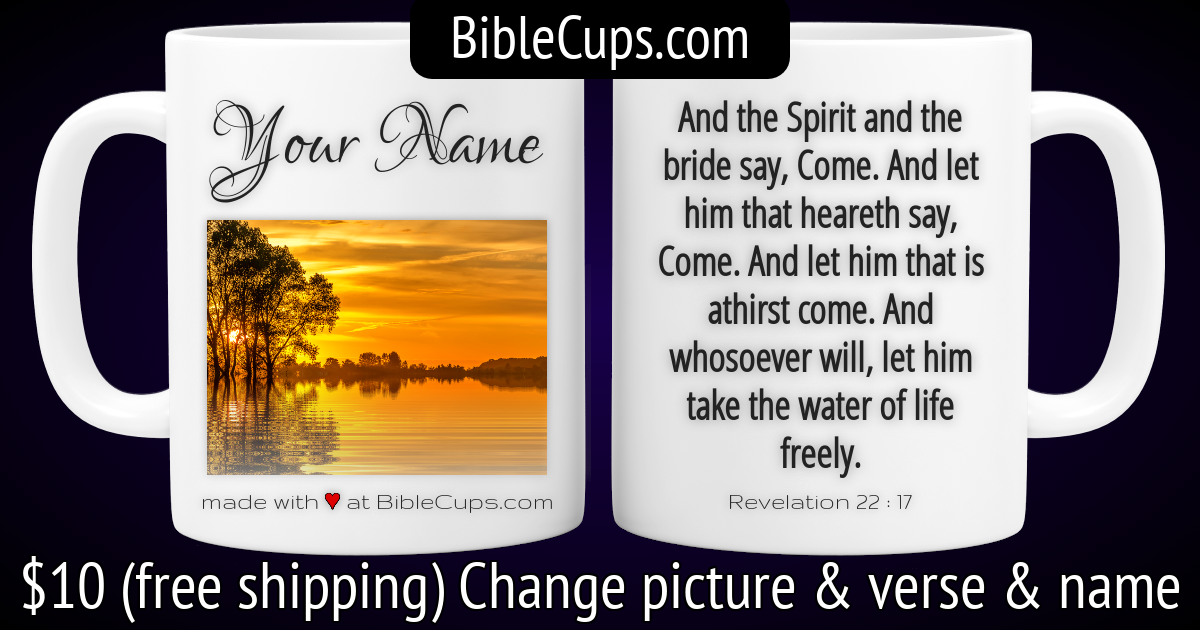 BibleCups.com
Your Name
made with ♥ at BibleCups.com
And the Spirit and the
bride say, Come. And let
him that heareth say,
Come. And let him that is
athirst come. And
whosoever will, let him
take the water of life
freely.
Revelation 22 : 17
$10 (free shipping) Change picture & verse & name